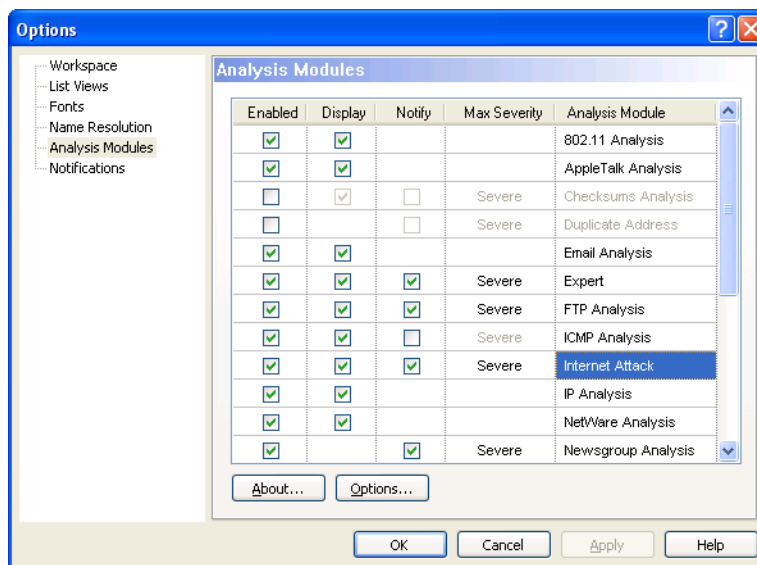 Options
Workspace
List Views
Fonts
Name Resolution
Analysis Modules
Notifications
Analysis Modules
Enabled Display Notify Max Severity Analysis Module
802.11 Analysis
AppleTalk Analysis
Severe Checksums Analysis
Severe Duplicate Address
Email Analysis
Severe Expert
Severe FTP Analysis
Severe ICMP Analysis
Severe Internet Attack
IP Analysis
NetWare Analysis
Severe Newsgroup Analysis
About... Options...
OK Cancel Apply Help